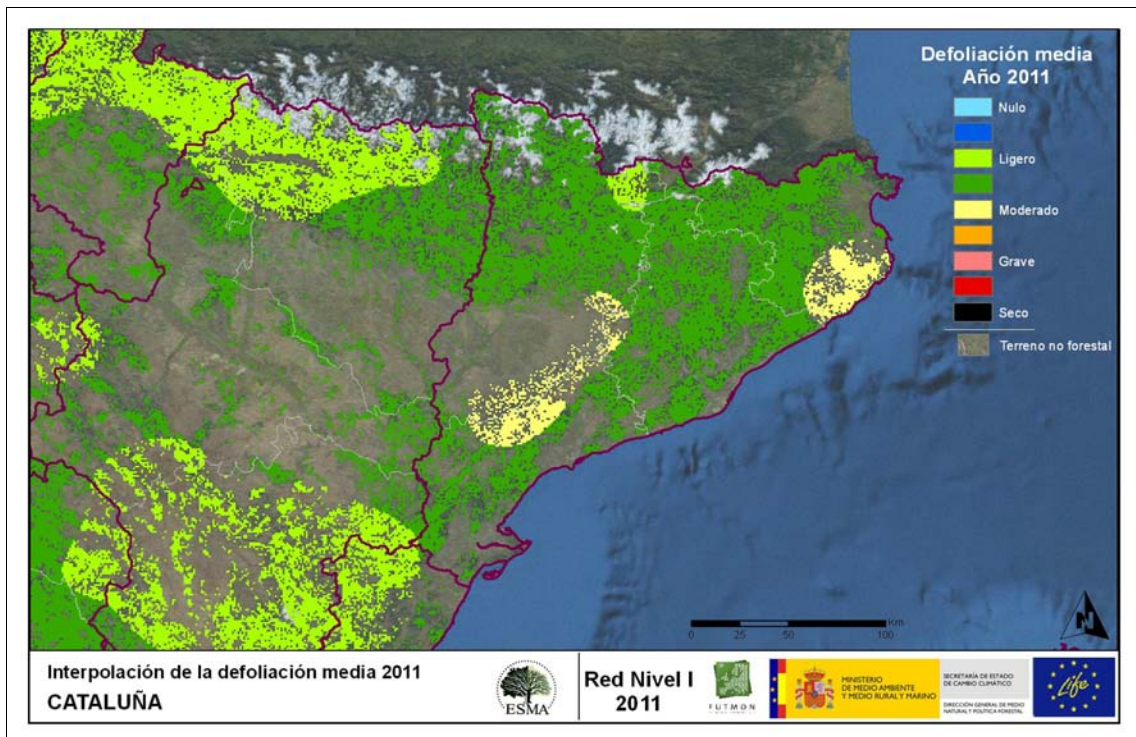 Defoliación media
Año 2011
Nulo
Ligero
Moderado
Grave
Seco
Terreno no forestal
N
Km
0 25 50 100
Interpolación de la defoliación media 2011
CATALUÑA
ESMA
Red Nivel I
2011
FUTMON
MINISTERIO
DE MEDIO AMBIENTE
Y MEDIO RURAL Y MARINO
SECRETARÍA DE ESTADO
DE CAMBIO CLIMÁTICO
DIRECCIÓN GENERAL DE MEDIO
NATURAL Y POLÍTICA FORESTAL
Life